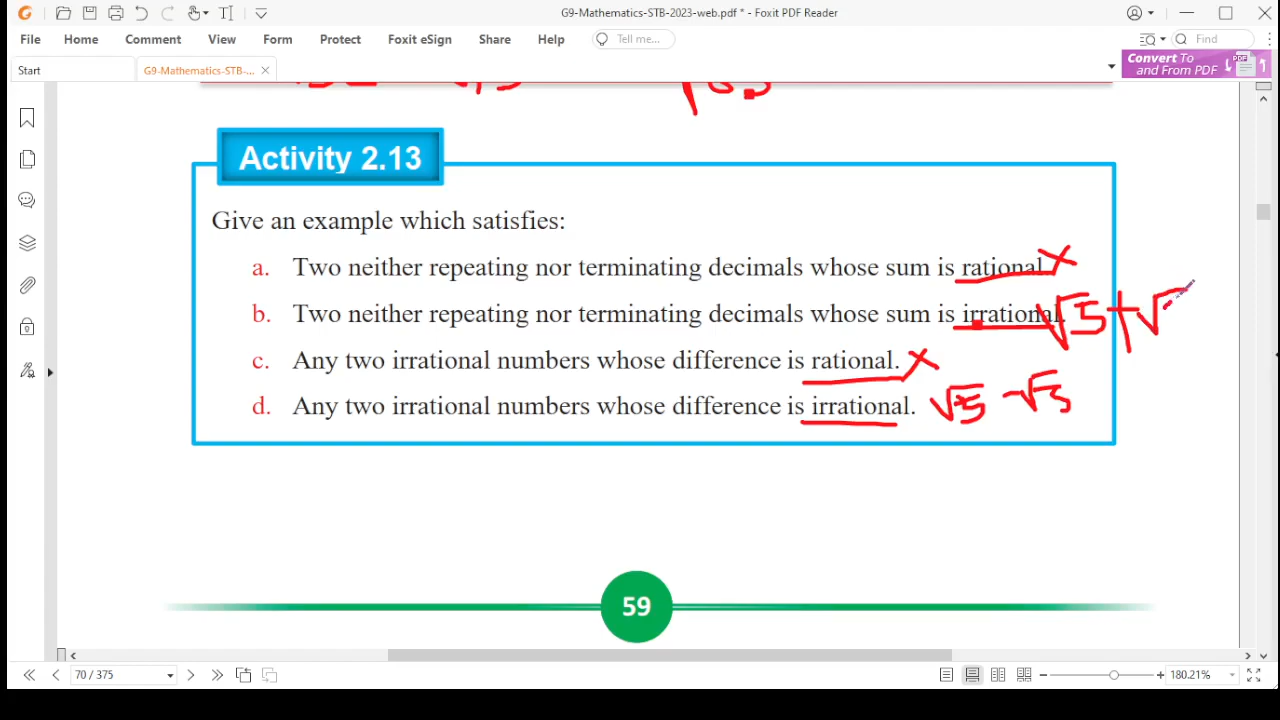 G9-Mathematics-STB-2023-web.pdf * - Foxit PDF Reader
File Home Comment View Form Protect Foxit eSign Share Help Tell me... Find
Start G9-Mathematics-STB-... Convert To and From PDF PDF
Activity 2.13
Give an example which satisfies:
a. Two neither repeating nor terminating decimals whose sum is rational. X
b. Two neither repeating nor terminating decimals whose sum is irrational. √5 + √
c. Any two irrational numbers whose difference is rational. X
d. Any two irrational numbers whose difference is irrational. √5 - √3
59
70 / 375 180.21%